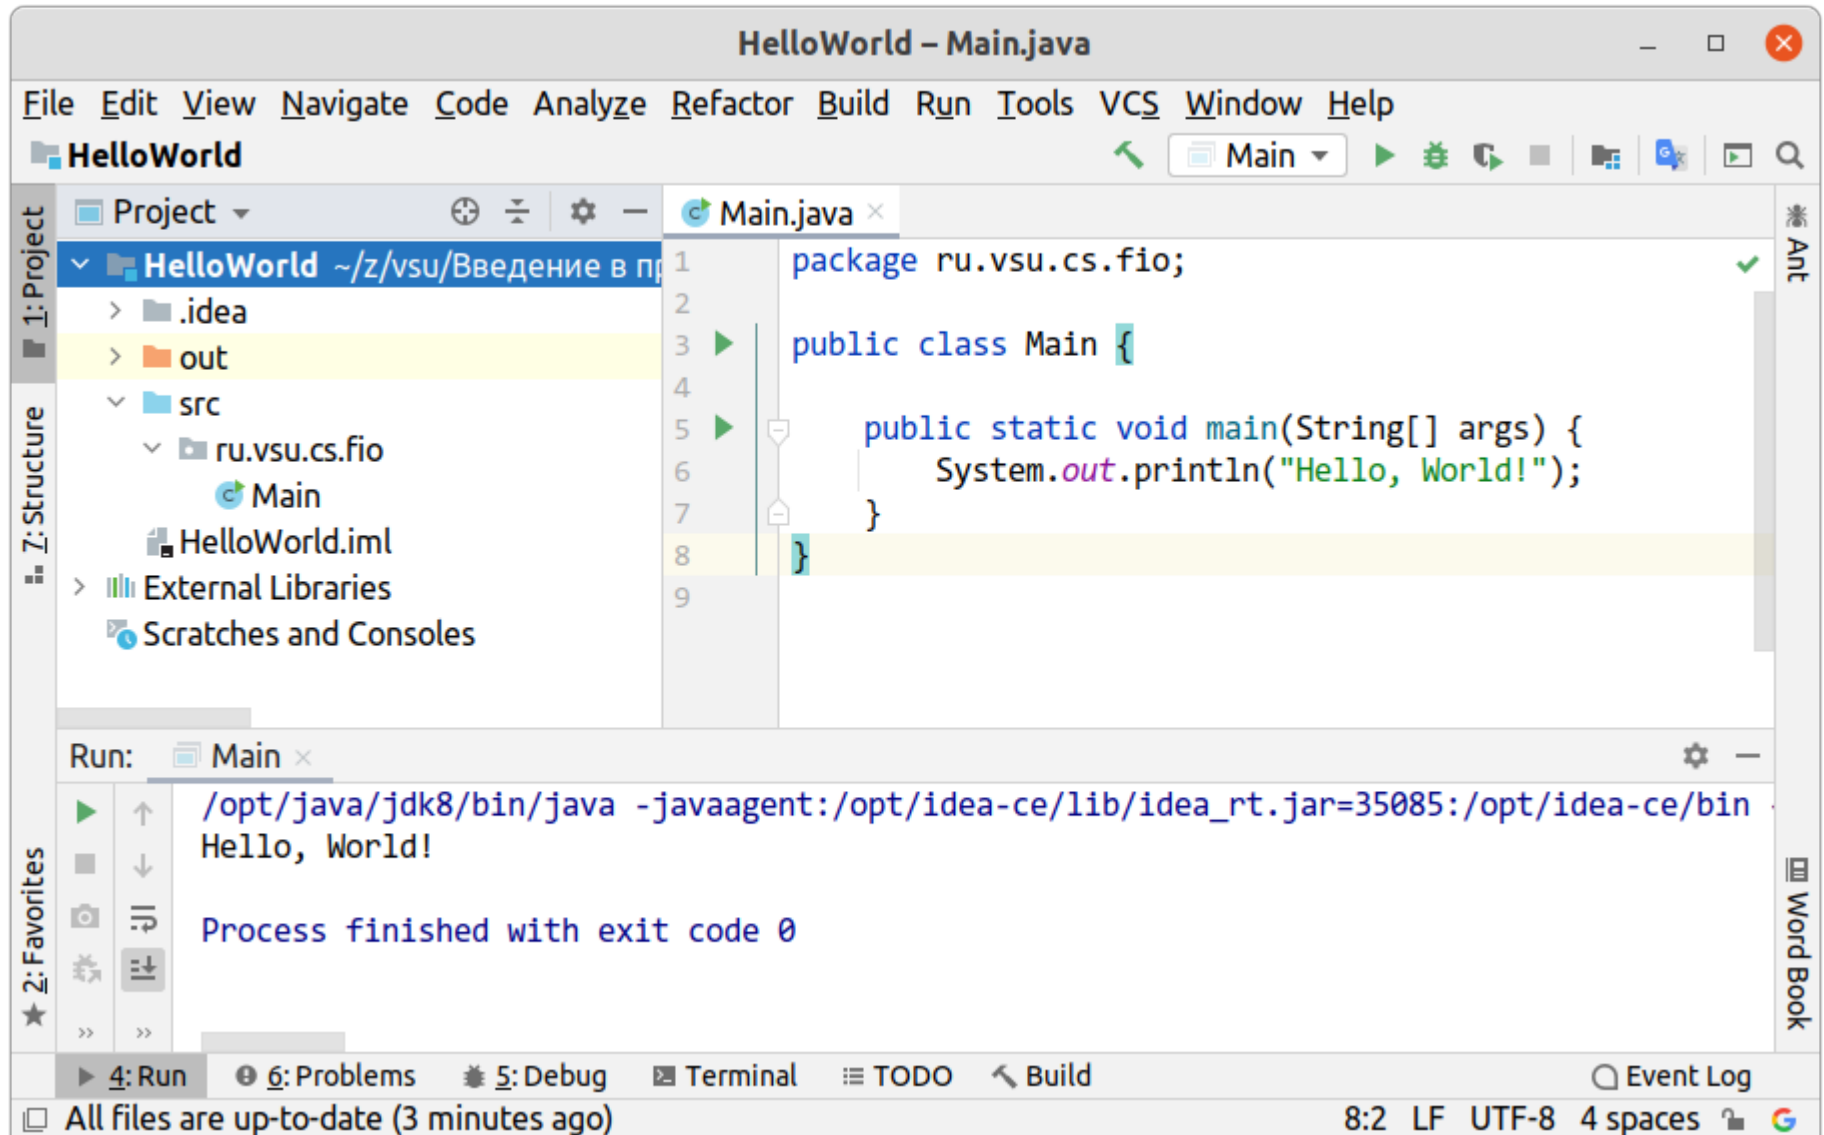 HelloWorld – Main.java
File Edit View Navigate Code Analyze Refactor Build Run Tools VCS Window Help
HelloWorld
Main
1: Project
7: Structure
2: Favorites
Project
HelloWorld ~/z/vsu/Введение в
.idea
out
src
ru.vsu.cs.fio
Main
HelloWorld.iml
External Libraries
Scratches and Consoles
Main.java
1 package ru.vsu.cs.fio;
2
3 public class Main {
4
5 public static void main(String[] args) {
6 System.out.println("Hello, World!");
7 }
8 }
9
Ant
Word Book
Run: Main
/opt/java/jdk8/bin/java -javaagent:/opt/idea-ce/lib/idea_rt.jar=35085:/opt/idea-ce/bin
Hello, World!
Process finished with exit code 0
4: Run 6: Problems 5: Debug Terminal TODO Build Event Log
All files are up-to-date (3 minutes ago) 8:2 LF UTF-8 4 spaces